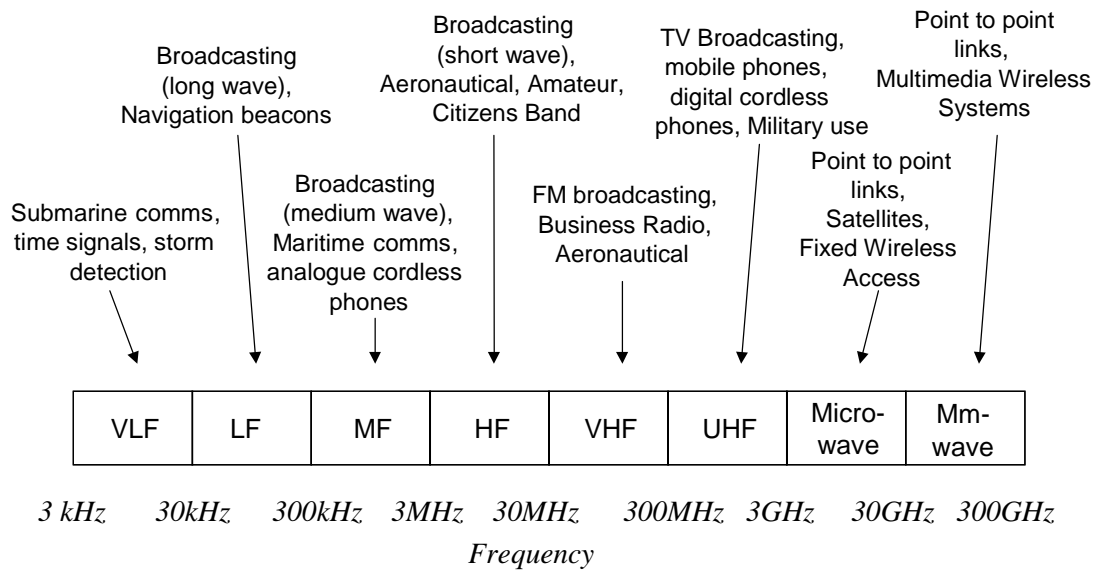 Submarine comms,
time signals, storm
detection
Broadcasting
(long wave),
Navigation beacons
Broadcasting
(medium wave),
Maritime comms,
analogue cordless
phones
Broadcasting
(short wave),
Aeronautical, Amateur,
Citizens Band
FM broadcasting,
Business Radio,
Aeronautical
TV Broadcasting,
mobile phones,
digital cordless
phones, Military use
Point to point
links,
Satellites,
Fixed Wireless
Access
Point to point
links,
Multimedia Wireless
Systems
VLF LF MF HF VHF UHF Micro-
wave Mm-
wave
3 kHz 30kHz 300kHz 3MHz 30MHz 300MHz 3GHz 30GHz 300GHz
Frequency